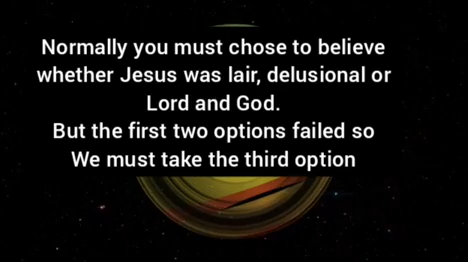 Normally you must chose to believe
whether Jesus was lair, delusional or
Lord and God.
But the first two options failed so
We must take the third option